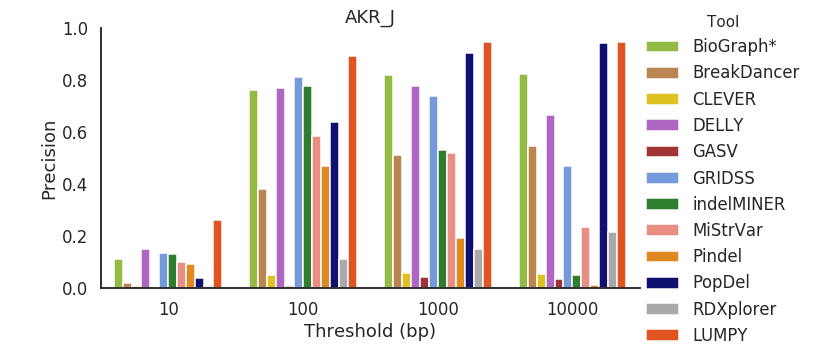 AKR_J
Tool
1.0
0.8
0.6
0.4
0.2
0.0
Precision
10
100
1000
10000
Threshold (bp)
BioGraph*
BreakDancer
CLEVER
DELLY
GASV
GRIDSS
indelMINER
MiStrVar
Pindel
PopDel
RDXplorer
LUMPY